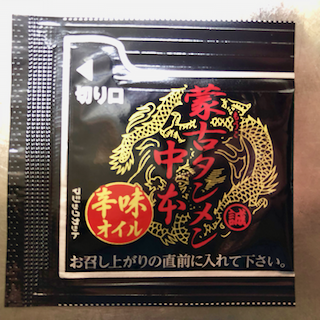 切り口
蒙古タンメン
中本
誠
辛味
オイル
マジックカット
お召し上がりの直前に入れて下さい。